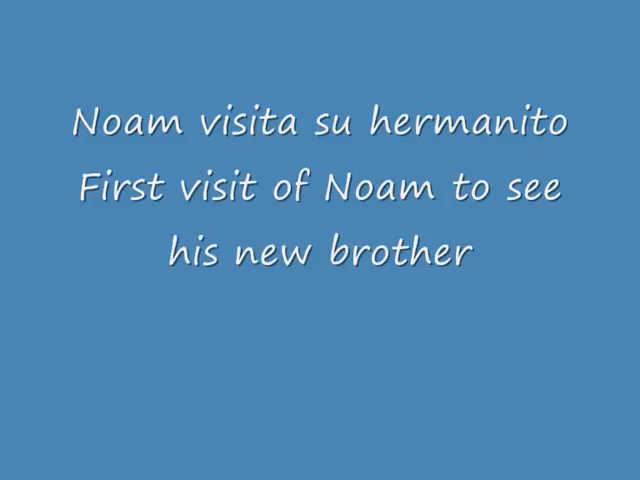 Noam visita su hermanito
First visit of Noam to see
his new brother